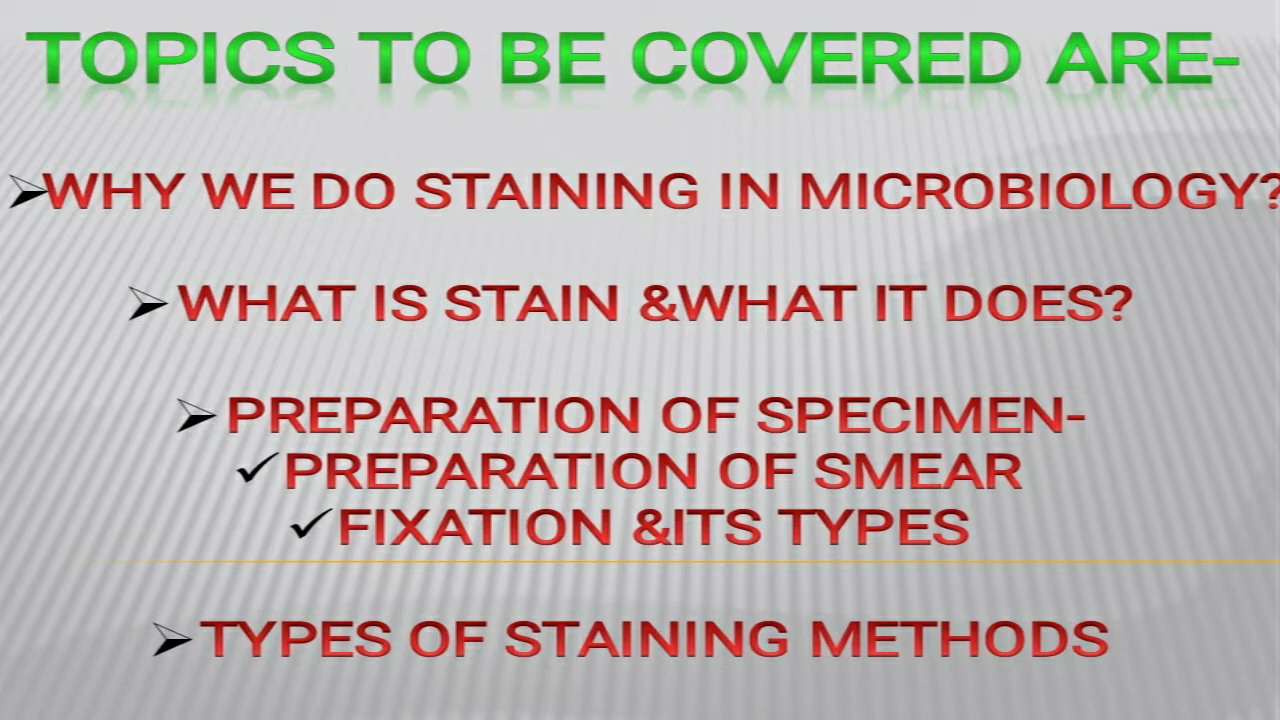 TOPICS TO BE COVERED ARE-
➢WHY WE DO STAINING IN MICROBIOLOGY?
➢WHAT IS STAIN &WHAT IT DOES?
➢PREPARATION OF SPECIMEN-
✓PREPARATION OF SMEAR
✓FIXATION &ITS TYPES
➢TYPES OF STAINING METHODS